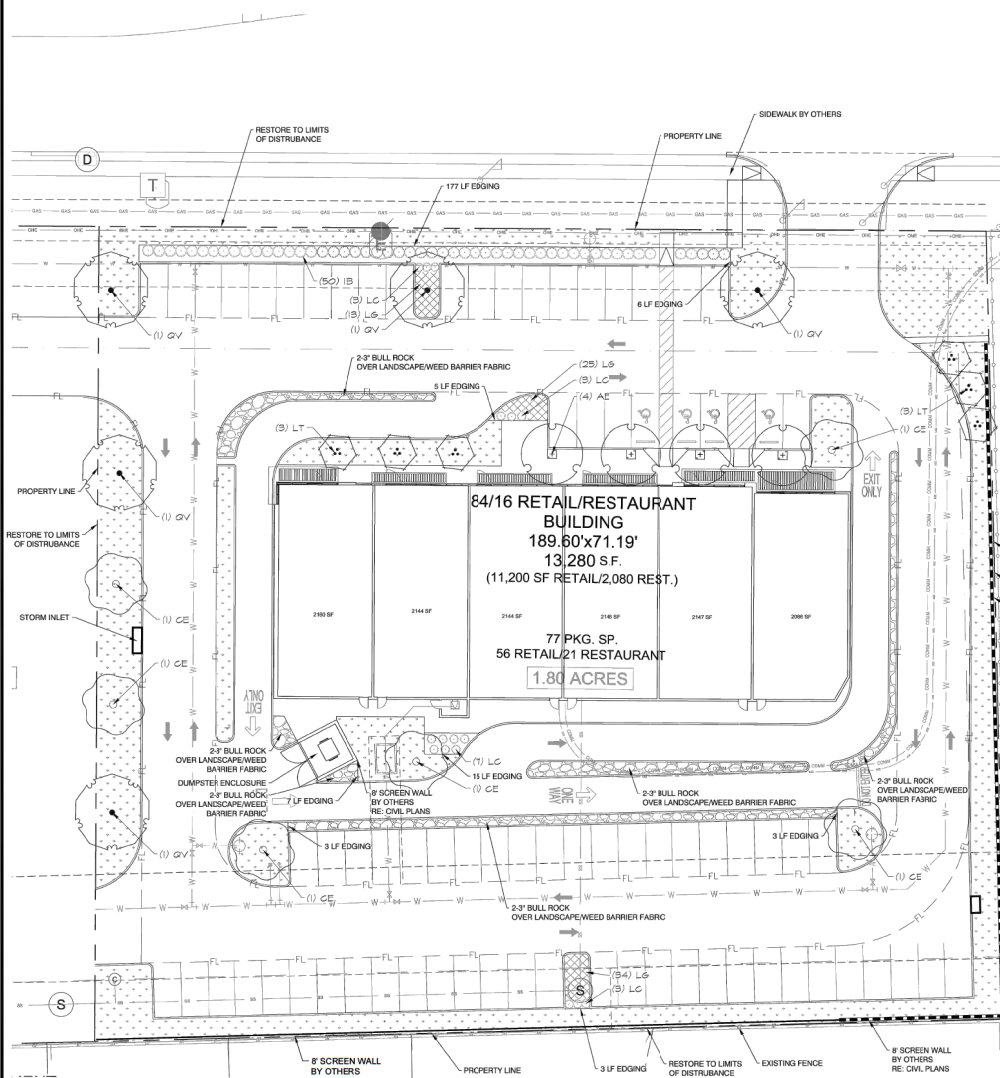 SIDEWALK BY OTHERS
RESTORE TO LIMITS
OF DISTRUBANCE
PROPERTY LINE
D
T
177 LF EDGING
E
(50) IB
(3) LC
(13) LG
(1) QV
6 LF EDGING
(1) QV
(1) QV
2-3" BULL ROCK
OVER LANDSCAPE/WEED BARRIER FABRIC
(25) LG
(3) LC
(4) AE
5 LF EDGING
(3) LT
(3) LT
(1) CE
EXIT
ONLY
PROPERTY LINE
(1) QV
RESTORE TO LIMITS
OF DISTRUBANCE
84/16 RETAIL/RESTAURANT
BUILDING
189.60'x71.19'
13,280 S.F.
(11,200 SF RETAIL/2,080 REST.)
2144 SF
2144 SF
2147 SF
STORM INLET
(1) CE
77 PKG. SP.
56 RETAIL/21 RESTAURANT
1.80 ACRES
(1) CE
EXIT
ONLY
2-3" BULL ROCK
OVER LANDSCAPE/WEED
BARRIER FABRIC
DUMPSTER ENCLOSURE
2-3" BULL ROCK
OVER LANDSCAPE/WEED
BARRIER FABRIC
7 LF EDGING
8' SCREEN WALL
BY OTHERS
RE: CIVIL PLANS
(7) LC
15 LF EDGING
(1) CE
ONE
WAY
2-3" BULL ROCK
OVER LANDSCAPE/WEED BARRIER FABRIC
DO NOT ENTER
2-3" BULL ROCK
OVER LANDSCAPE/WEED
BARRIER FABRIC
3 LF EDGING
3 LF EDGING
(1) QV
(1) CE
(1) CE
2-3" BULL ROCK
OVER LANDSCAPE/WEED BARRIER FABRC
(34) LG
(3) LC
S
S
C
8' SCREEN WALL
BY OTHERS
PROPERTY LINE
3 LF EDGING
RESTORE TO LIMITS
OF DISTRUBANCE
EXISTING FENCE
8' SCREEN WALL
BY OTHERS
RE: CIVIL PLANS